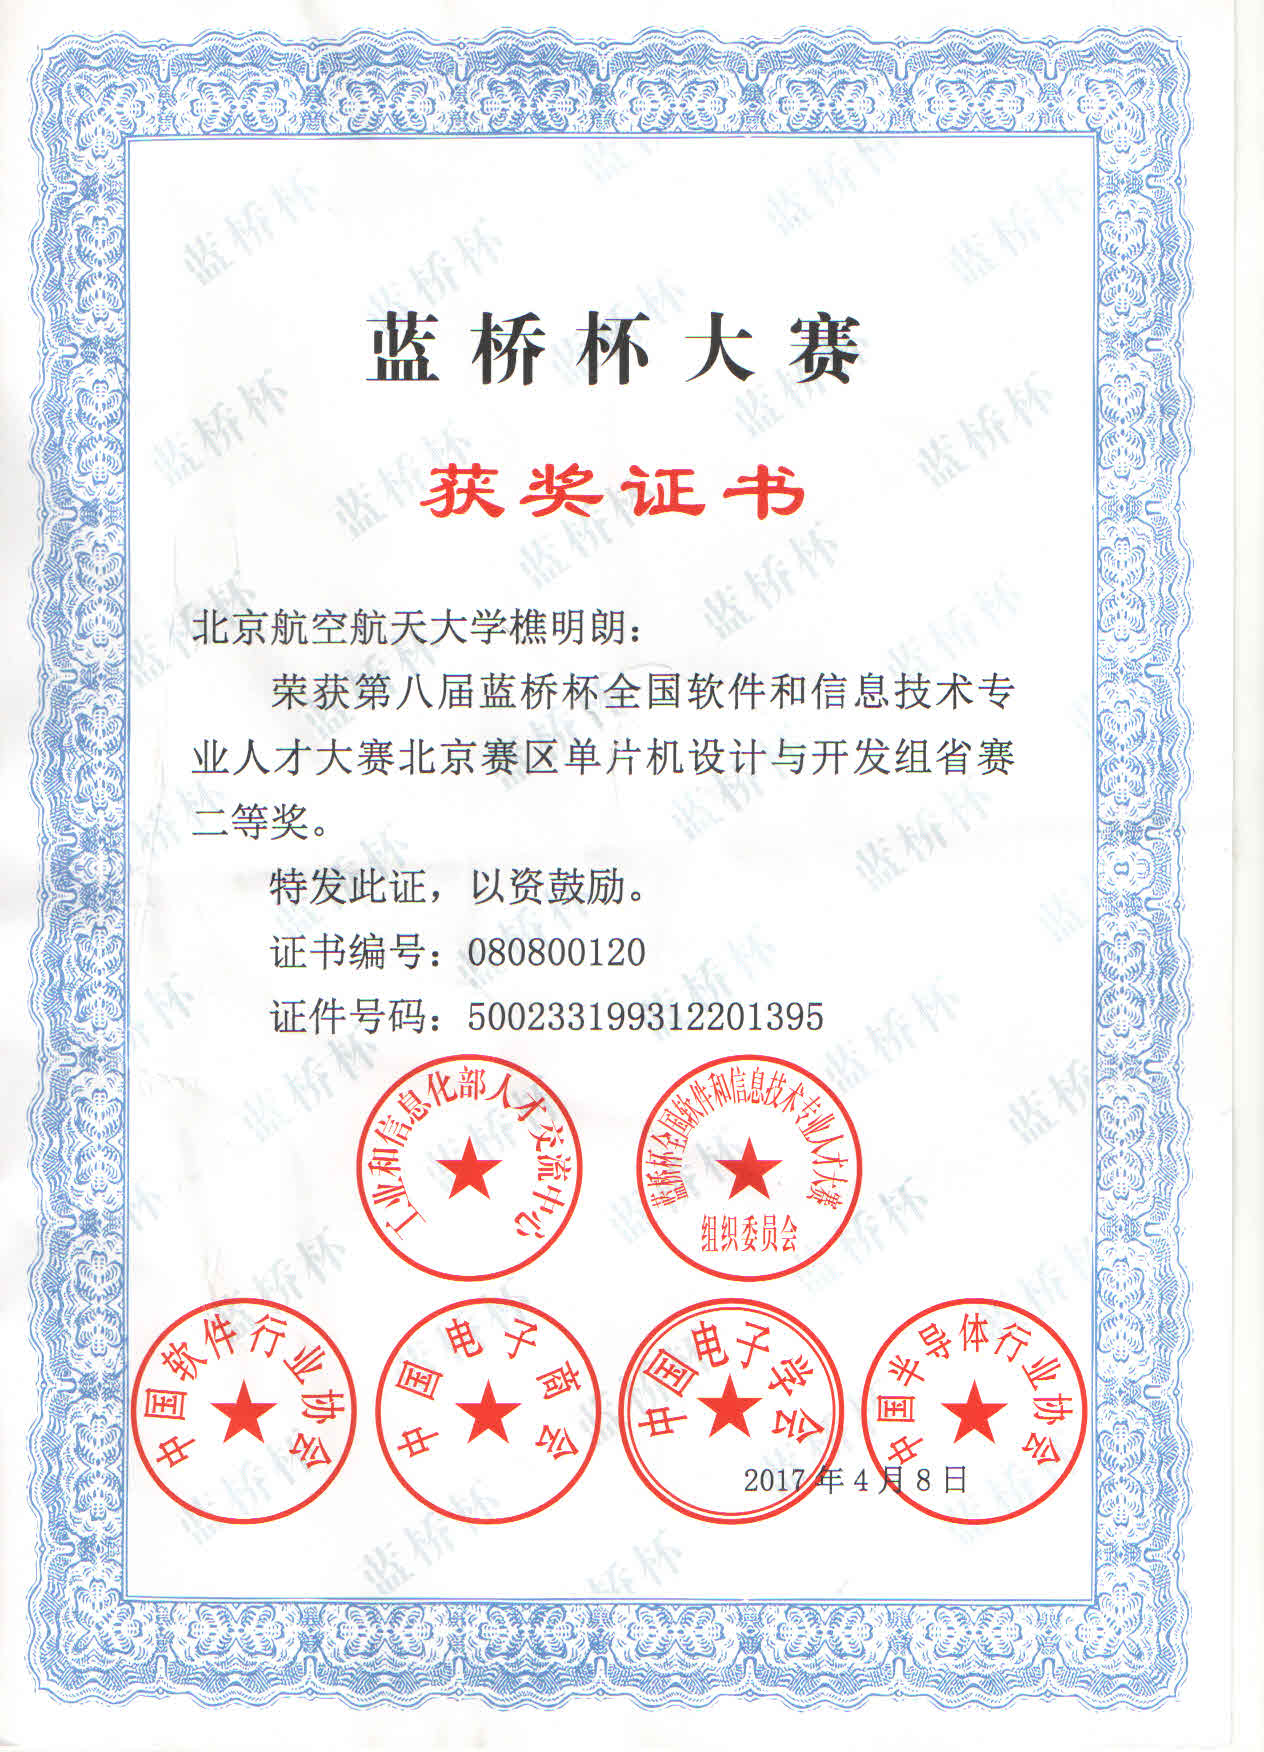 蓝桥杯大赛
获奖证书
北京航空航天大学樵明朗：
荣获第八届蓝桥杯全国软件和信息技术专
业人才大赛北京赛区单片机设计与开发组省赛
二等奖。
特发此证，以资鼓励。
证书编号：080800120
证件号码：500233199312201395
工业和信息化部人才交流中心
蓝桥杯全国软件和信息技术专业人才大赛
组织委员会
中国软件行业协会
中国电子商会
中国电子学会
中国半导体行业协会
2017年4月8日